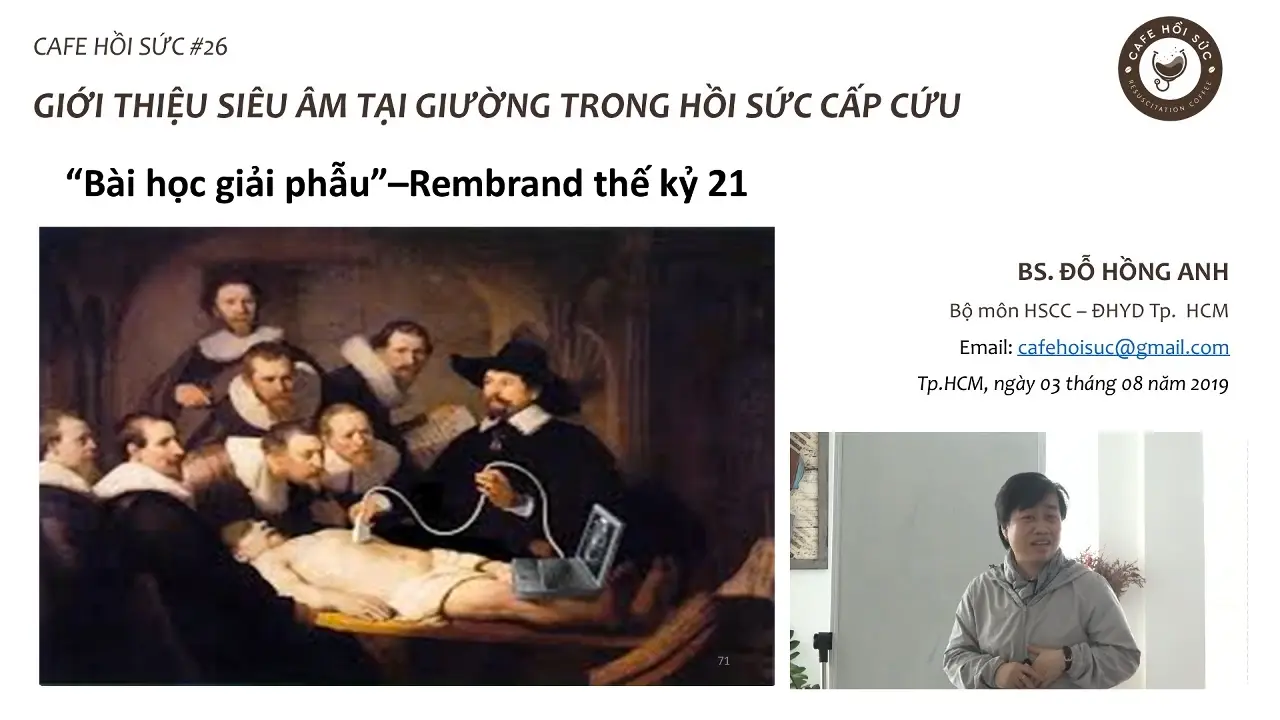 CAFE HỒI SỨC #26
CAFE HỒI SỨC
RESUSCITATION COFFEE
GIỚI THIỆU SIÊU ÂM TẠI GIƯỜNG TRONG HỒI SỨC CẤP CỨU
“Bài học giải phẫu”–Rembrand thế kỷ 21
BS. ĐỖ HỒNG ANH
Bộ môn HSCC – ĐHYD Tp. HCM
Email: cafehoisuc@gmail.com
Tp.HCM, ngày 03 tháng 08 năm 2019
71